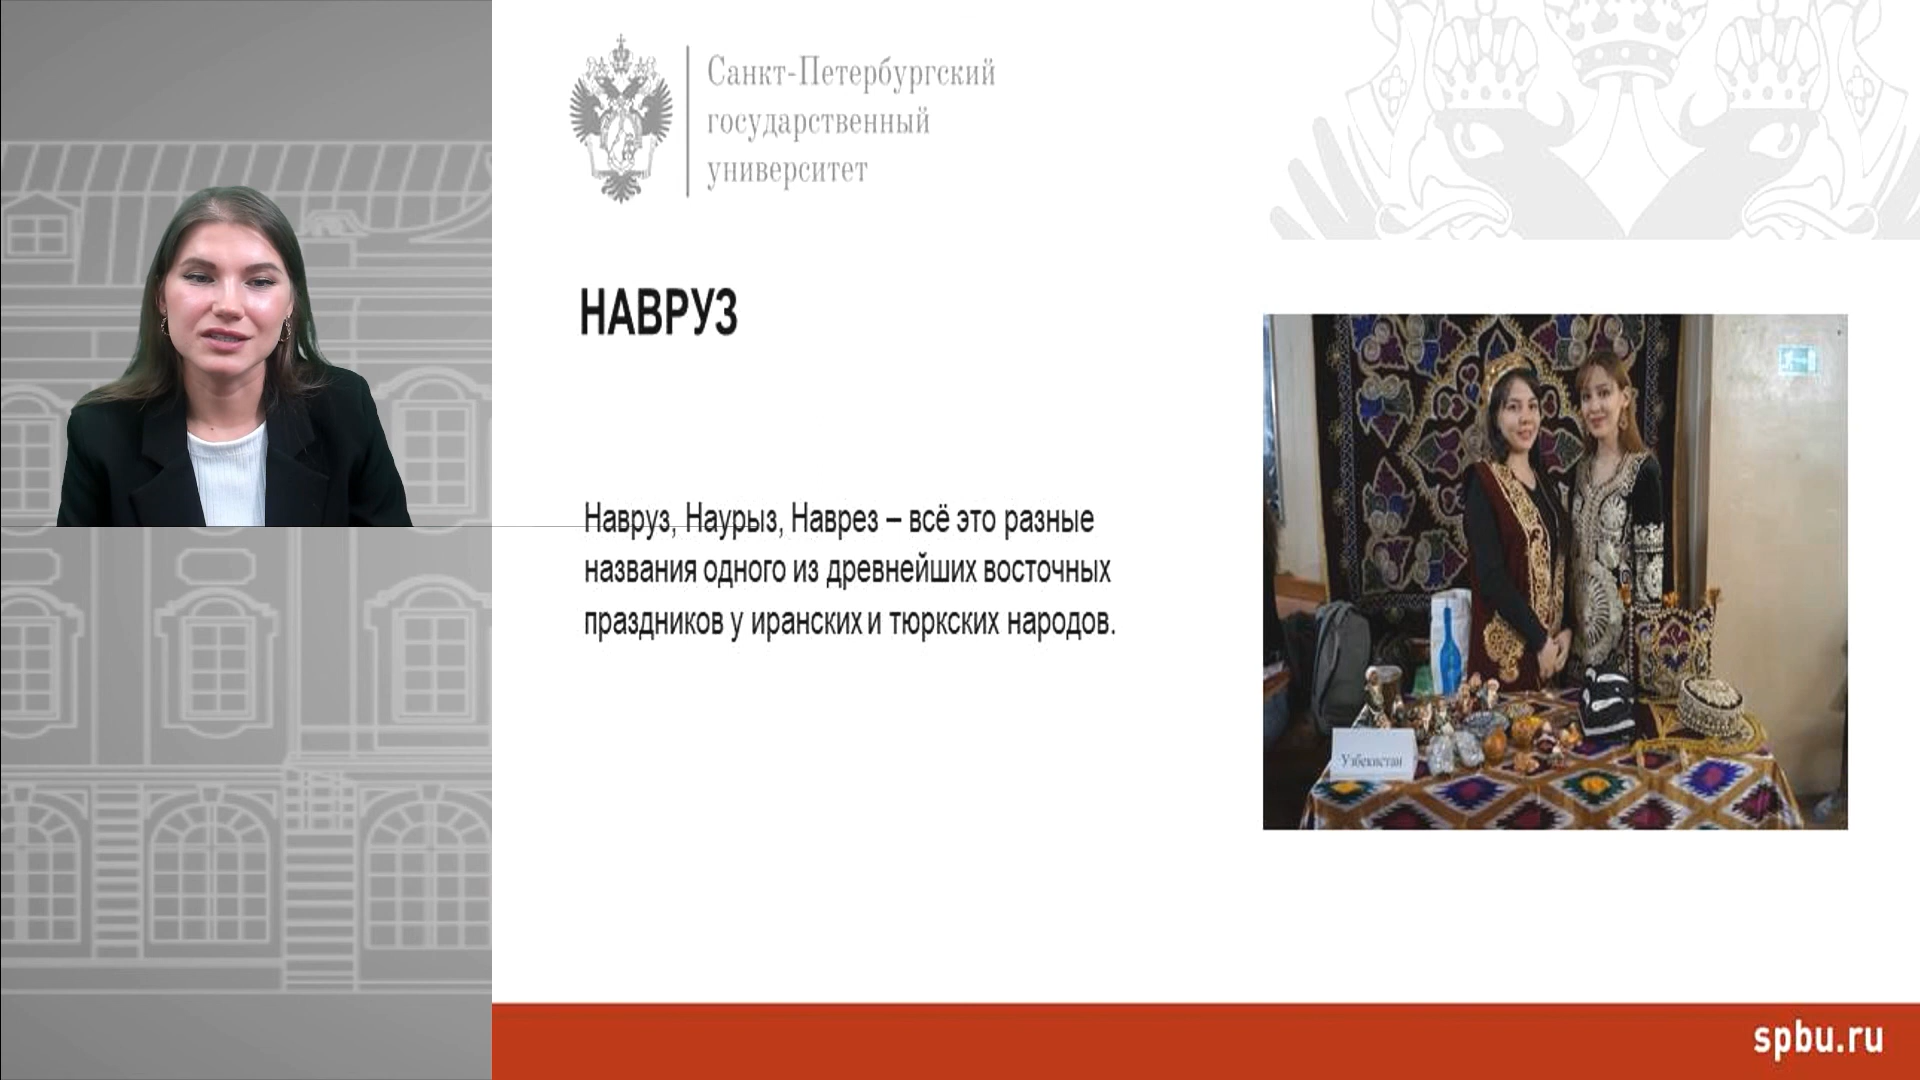 Санкт-Петербургский
государственный
университет
НАВРУЗ
Навруз, Наурыз, Наврез – всё это разные
названия одного из древнейших восточных
праздников у иранских и тюркских народов.
Узбекистан
spbu.ru